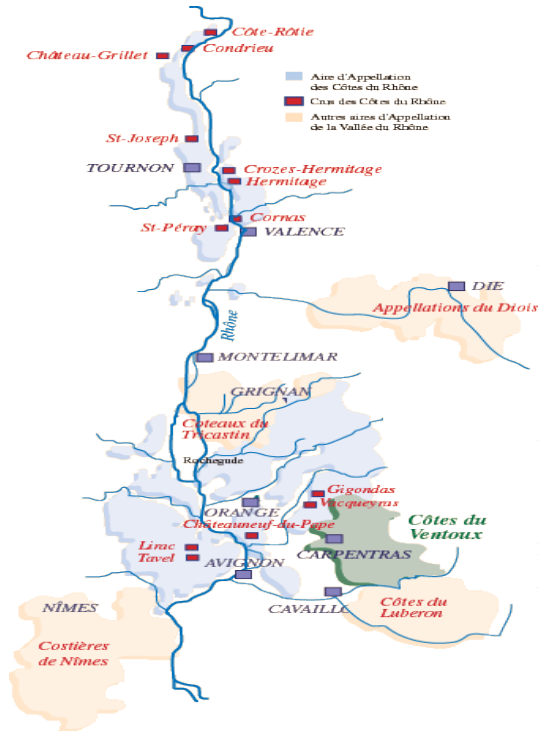 Côte-Rôtie
Condrieu
Château-Grillet
Aire d'Appellation
des Côtes du Rhône
Crus des Côtes du Rhône
Autres aires d'Appellation
de la Vallée du Rhône
St-Joseph
TOURNON
Crozes-Hermitage
Hermitage
Cornas
St-Péray
VALENCE
DIE
Appellations du Diois
Rhône
MONTELIMAR
GRIGNAN
Coteaux du
Tricastin
Rochegude
Gigondas
Vacqueyras
ORANGE
Châteauneuf-du-Pape
Côtes du
Ventoux
Lirac
Tavel
CARPENTRAS
AVIGNON
NÎMES
CAVAILLC
Côtes du
Luberon
Costières
de Nîmes